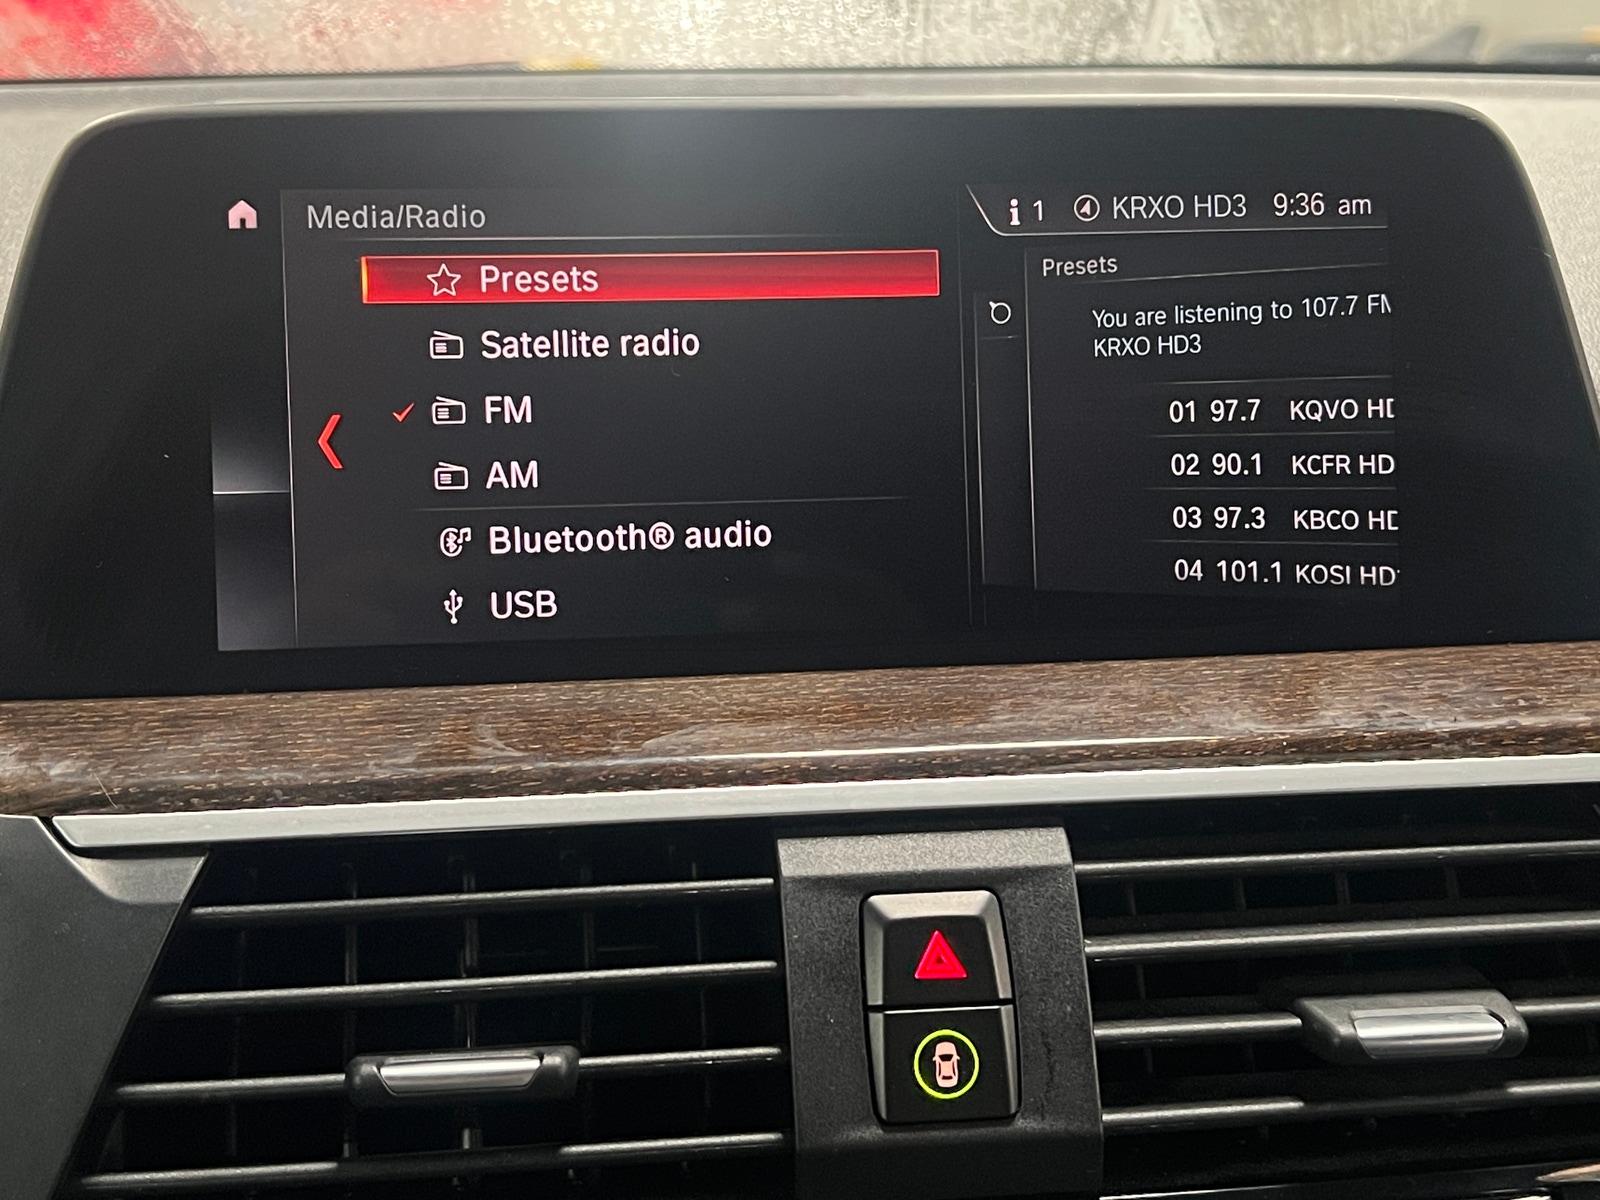 Media/Radio
Presets
Satellite radio
FM
AM
Bluetooth® audio
USB
1 KRXO HD3 9:36 am
Presets
You are listening to 107.7 FM
KRXO HD3
01 97.7 KQVO HD
02 90.1 KCFR HD
03 97.3 KBCO HD
04 101.1 KOSI HD